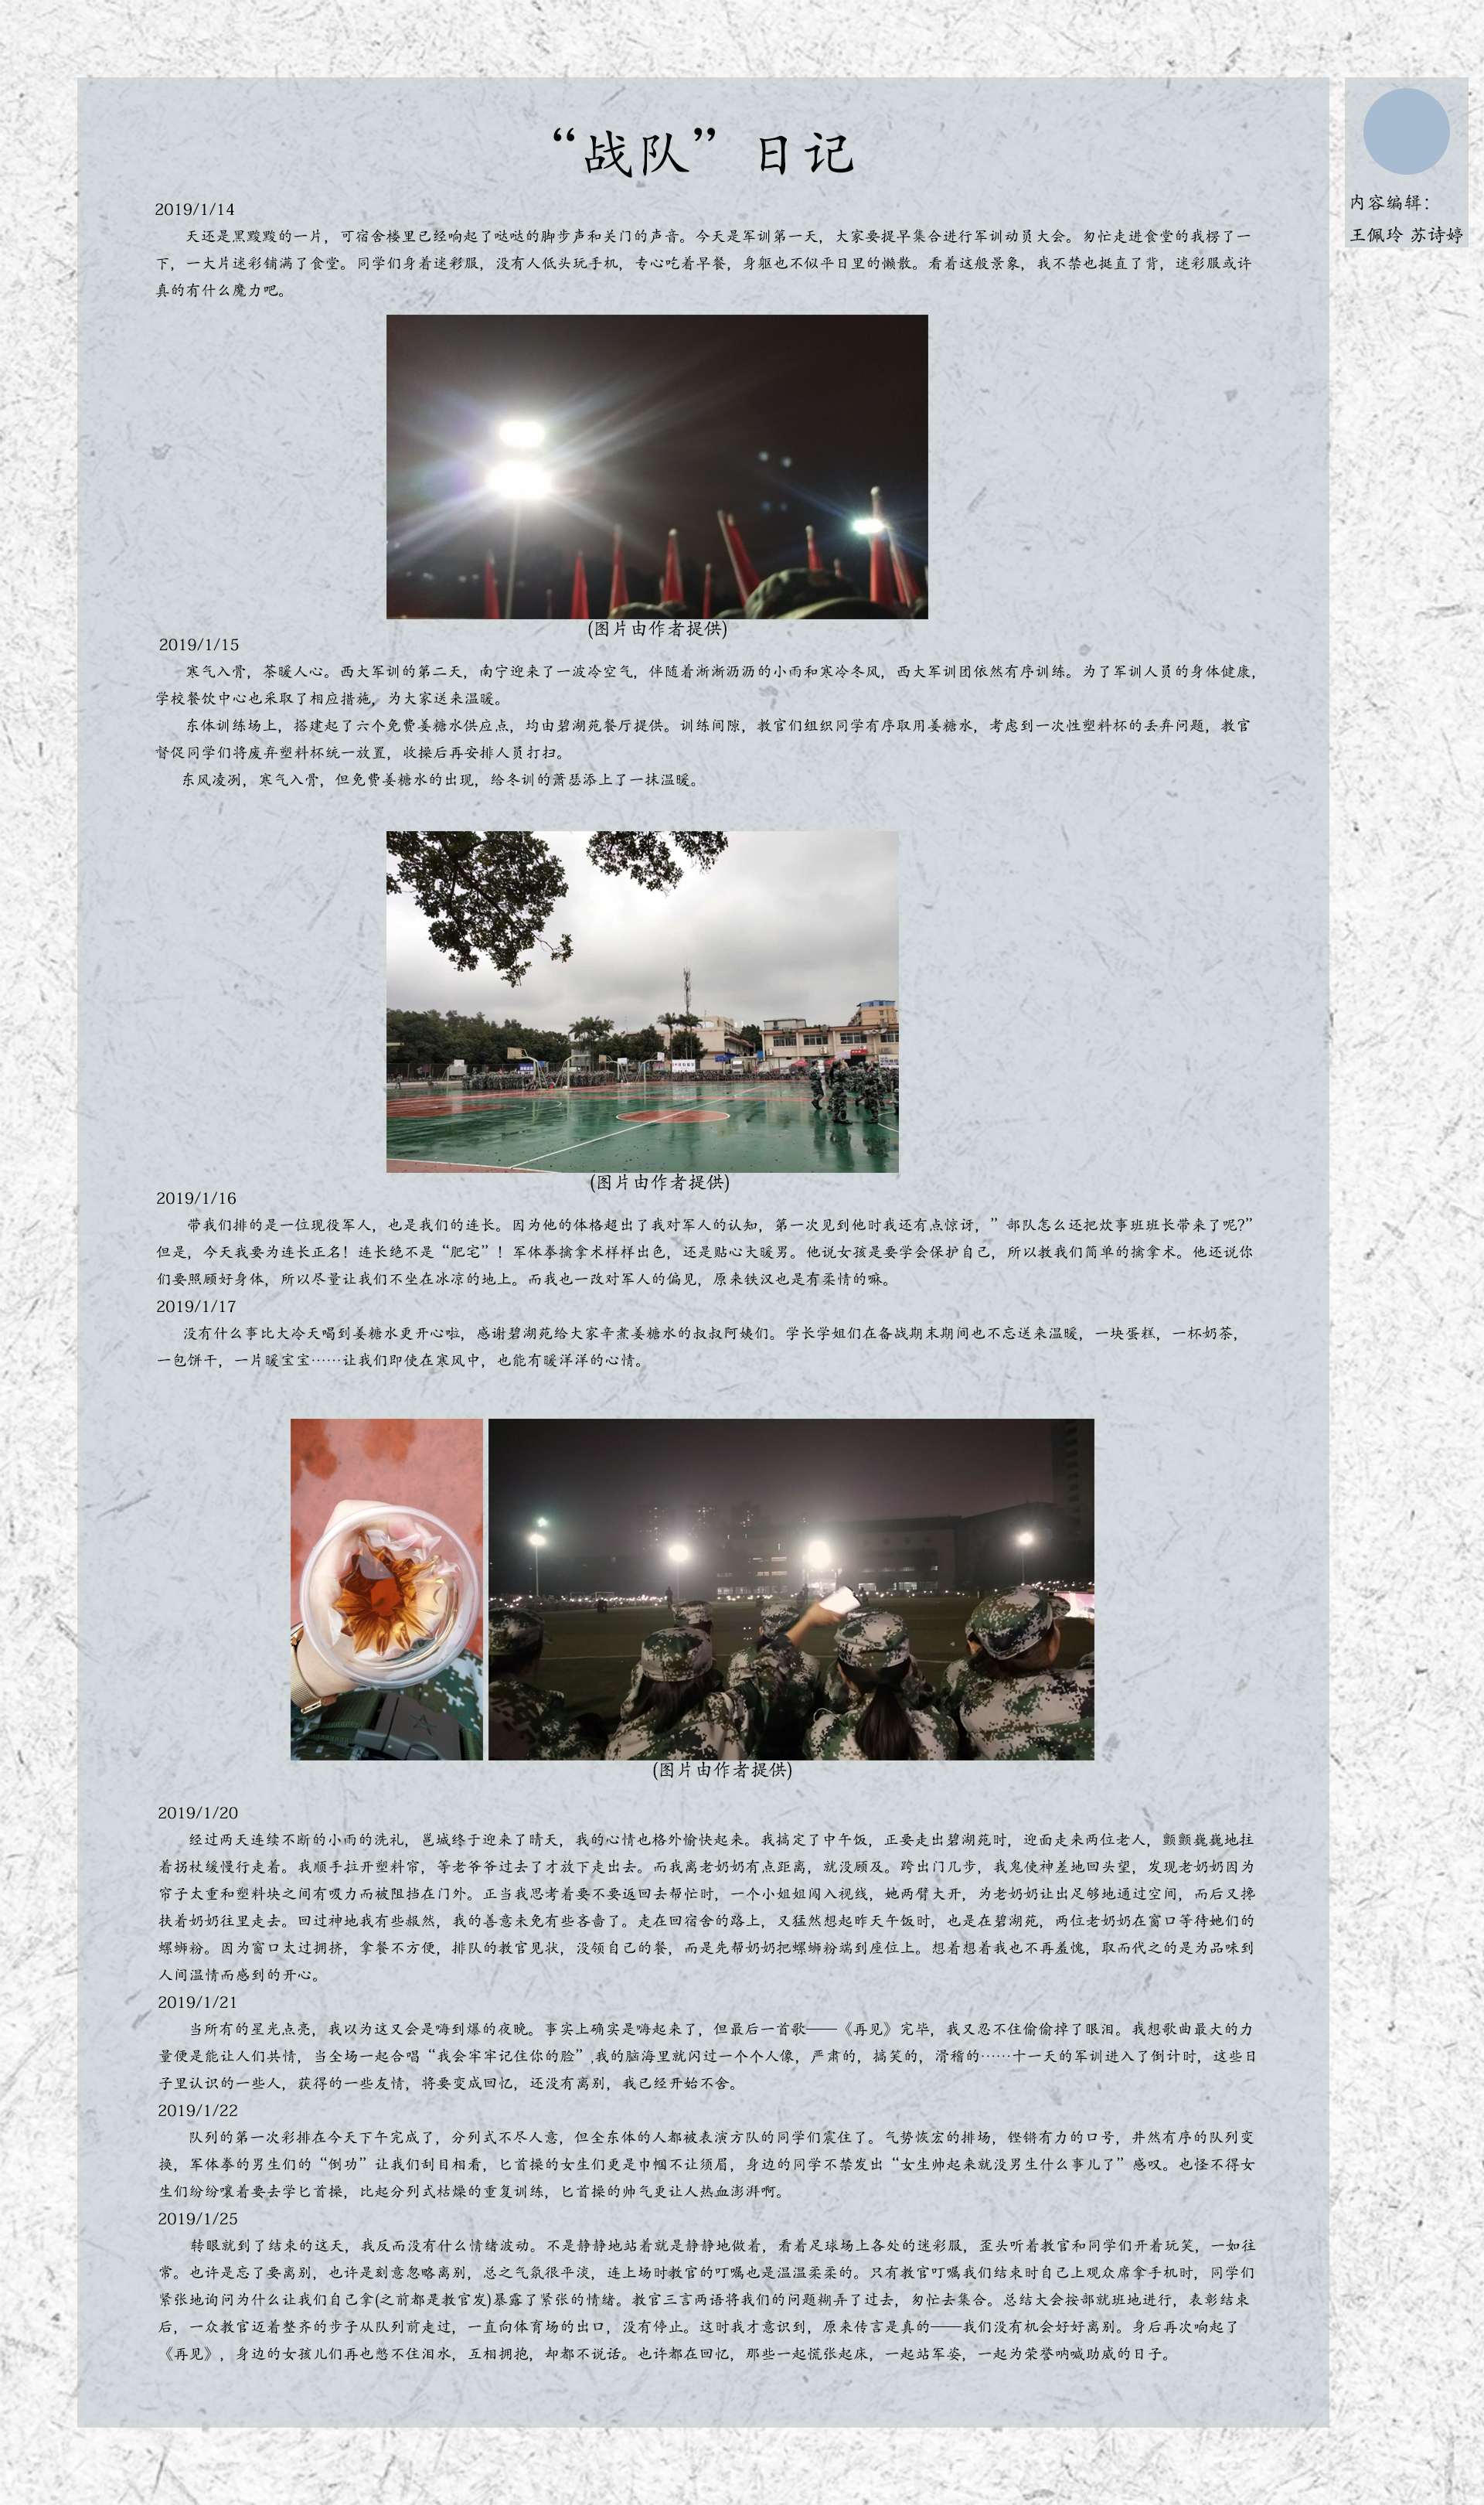 “战队”日记
2019/1/14
天还是黑黢黢的一片，可宿舍楼里已经响起了哒哒的脚步声和关门的声音。今天是军训第一天，大家要提早集合进行军训动员大会。匆忙走进食堂的我楞了一
下，一大片迷彩铺满了食堂。同学们身着迷彩服，没有人低头玩手机，专心吃着早餐，身躯也不似平日里的懒散。看着这般景象，我不禁也挺直了背，迷彩服或许
真的有什么魔力吧。
(图片由作者提供)
2019/1/15
寒气入骨，茶暖人心。西大军训的第二天，南宁迎来了一波冷空气，伴随着淅淅沥沥的小雨和寒冷冬风，西大军训团依然有序训练。为了军训人员的身体健康，
学校餐饮中心也采取了相应措施，为大家送来温暖。
东体训练场上，搭建起了六个免费姜糖水供应点，均由碧湖苑餐厅提供。训练间隙，教官们组织同学有序取用姜糖水，考虑到一次性塑料杯的丢弃问题，教官
督促同学们将废弃塑料杯统一放置，收操后再安排人员打扫。
东风凌冽，寒气入骨，但免费姜糖水的出现，给冬训的萧瑟添上了一抹温暖。
(图片由作者提供)
2019/1/16
带我们排的是一位现役军人，也是我们的连长。因为他的体格超出了我对军人的认知，第一次见到他时我还有点惊讶，”部队怎么还把炊事班班长带来了呢?”
但是，今天我要为连长正名！连长绝不是“肥宅”！军体拳擒拿术样样出色，还是贴心大暖男。他说女孩是要学会保护自己，所以教我们简单的擒拿术。他还说你
们要照顾好身体，所以尽量让我们不坐在冰凉的地上。而我也一改对军人的偏见，原来铁汉也是有柔情的嘛。
2019/1/17
没有什么事比大冷天喝到姜糖水更开心啦，感谢碧湖苑给大家辛煮姜糖水的叔叔阿姨们。学长学姐们在备战期末期间也不忘送来温暖，一块蛋糕，一杯奶茶，
一包饼干，一片暖宝宝……让我们即使在寒风中，也能有暖洋洋的心情。
(图片由作者提供)
2019/1/20
经过两天连续不断的小雨的洗礼，邕城终于迎来了晴天，我的心情也格外愉快起来。我搞定了中午饭，正要走出碧湖苑时，迎面走来两位老人，颤颤巍巍地拄
着拐杖缓慢行走着。我顺手拉开塑料帘，等老爷爷过去了才放下走出去。而我离老奶奶有点距离，就没顾及。跨出门几步，我鬼使神差地回头望，发现老奶奶因为
帘子太重和塑料块之间有吸力而被阻挡在门外。正当我思考着要不要返回去帮忙时，一个小姐姐闯入视线，她两臂大开，为老奶奶让出足够地通过空间，而后又搀
扶着奶奶往里走去。回过神地我有些赧然，我的善意未免有些吝啬了。走在回宿舍的路上，又猛然想起昨天午饭时，也是在碧湖苑，两位老奶奶在窗口等待她们的
螺蛳粉。因为窗口太过拥挤，拿餐不方便，排队的教官见状，没领自己的餐，而是先帮奶奶把螺蛳粉端到座位上。想着想着我也不再羞愧，取而代之的是为品味到
人间温情而感到的开心。
2019/1/21
当所有的星光点亮，我以为这又会是嗨到爆的夜晚。事实上确实是嗨起来了，但最后一首歌——《再见》完毕，我又忍不住偷偷掉了眼泪。我想歌曲最大的力
量便是能让人们共情，当全场一起合唱“我会牢牢记住你的脸”,我的脑海里就闪过一个个人像，严肃的，搞笑的，滑稽的……十一天的军训进入了倒计时，这些日
子里认识的一些人，获得的一些友情，将要变成回忆，还没有离别，我已经开始不舍。
2019/1/22
队列的第一次彩排在今天下午完成了，分列式不尽人意，但全东体的人都被表演方队的同学们震住了。气势恢宏的排场，铿锵有力的口号，井然有序的队列变
换，军体拳的男生们的“倒功”让我们刮目相看，匕首操的女生们更是巾帼不让须眉，身边的同学不禁发出“女生帅起来就没男生什么事儿了”感叹。也怪不得女
生们纷纷嚷着要去学匕首操，比起分列式枯燥的重复训练，匕首操的帅气更让人热血澎湃啊。
2019/1/25
转眼就到了结束的这天，我反而没有什么情绪波动。不是静静地站着就是静静地做着，看着足球场上各处的迷彩服，歪头听着教官和同学们开着玩笑，一如往
常。也许是忘了要离别，也许是刻意忽略离别，总之气氛很平淡，连上场时教官的叮嘱也是温温柔柔的。只有教官叮嘱我们结束时自己上观众席拿手机时，同学们
紧张地询问为什么让我们自己拿(之前都是教官发)暴露了紧张的情绪。教官三言两语将我们的问题糊弄了过去，匆忙去集合。总结大会按部就班地进行，表彰结束
后，一众教官迈着整齐的步子从队列前走过，一直向体育场的出口，没有停止。这时我才意识到，原来传言是真的——我们没有机会好好离别。身后再次响起了
《再见》，身边的女孩儿们再也憋不住泪水，互相拥抱，却都不说话。也许都在回忆，那些一起慌张起床，一起站军姿，一起为荣誉呐喊助威的日子。
内容编辑：
王佩玲 苏诗婷